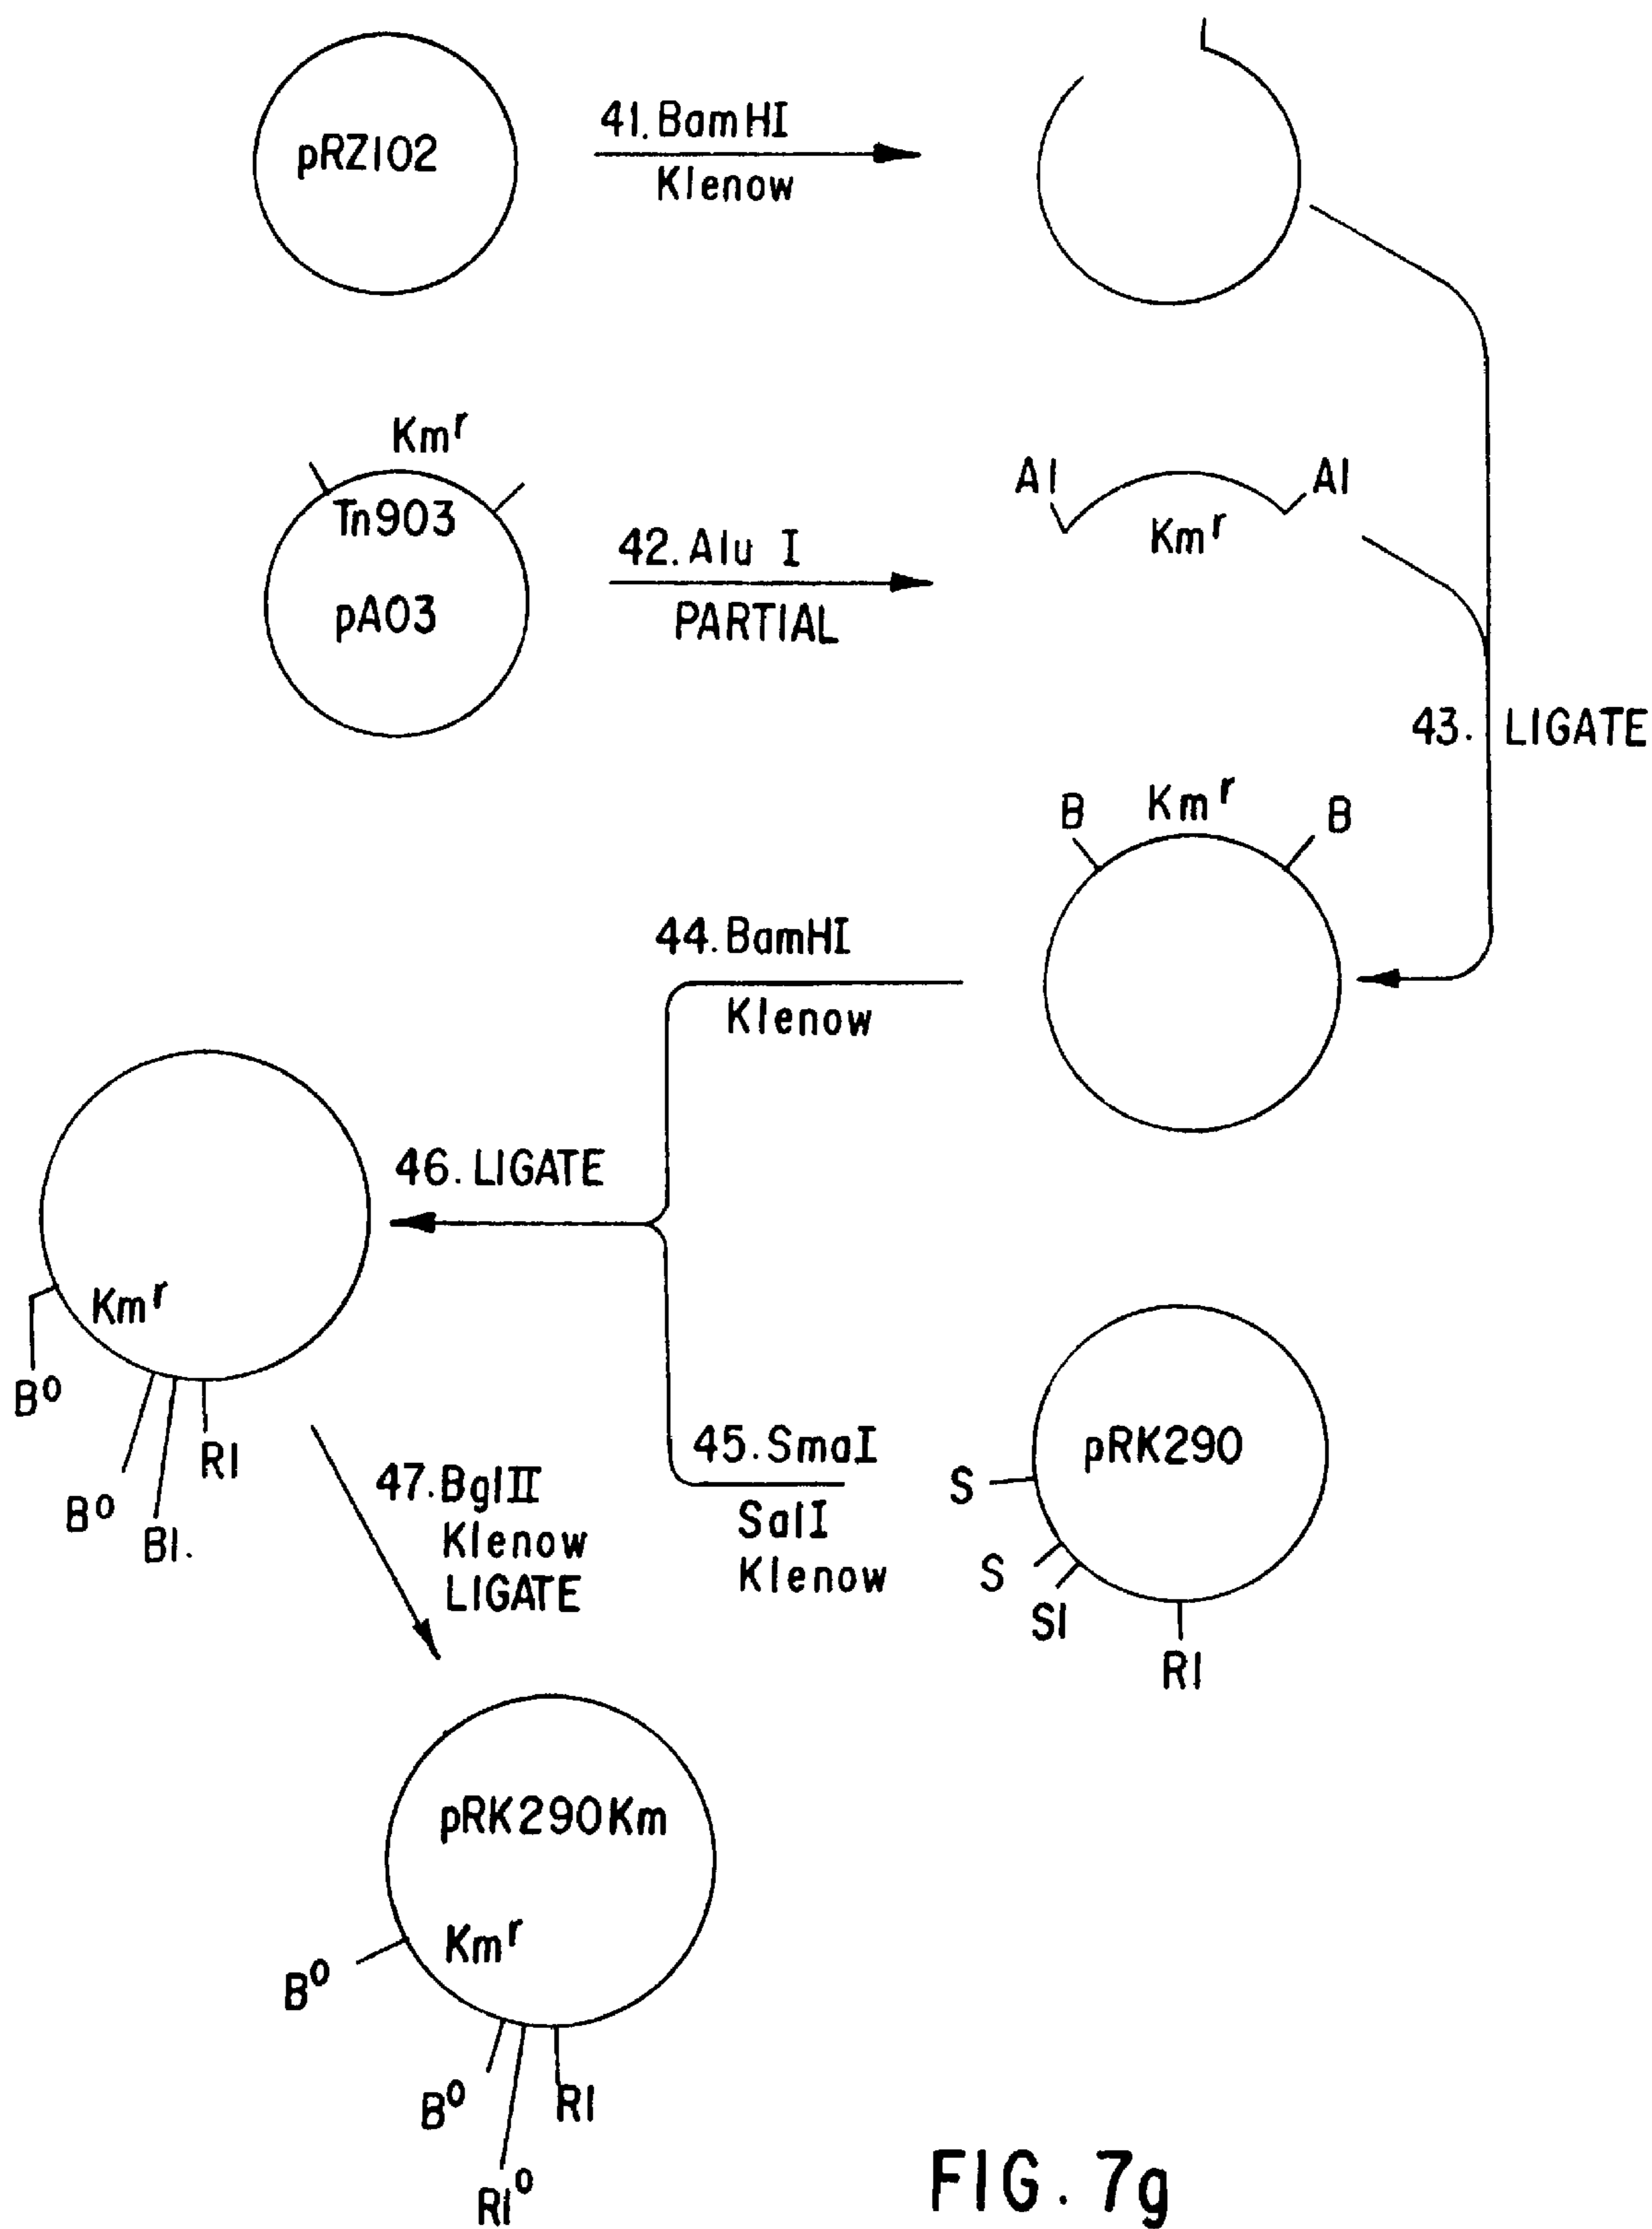 pRZ102
41. BamHI
Klenow
Kmʳ
Tn903
pA03
42. Alu I
PARTIAL
AI
AI
Kmʳ
43. LIGATE
B
Kmʳ
B
44. BamHI
Klenow
46. LIGATE
Kmʳ
B⁰
B⁰
BI.
RI
45. SmaI
SalI
Klenow
pRK290
S
S
SI
RI
47. BglII
Klenow
LIGATE
pRK290Km
Kmʳ
B⁰
B⁰
RI⁰
RI
FIG. 7g